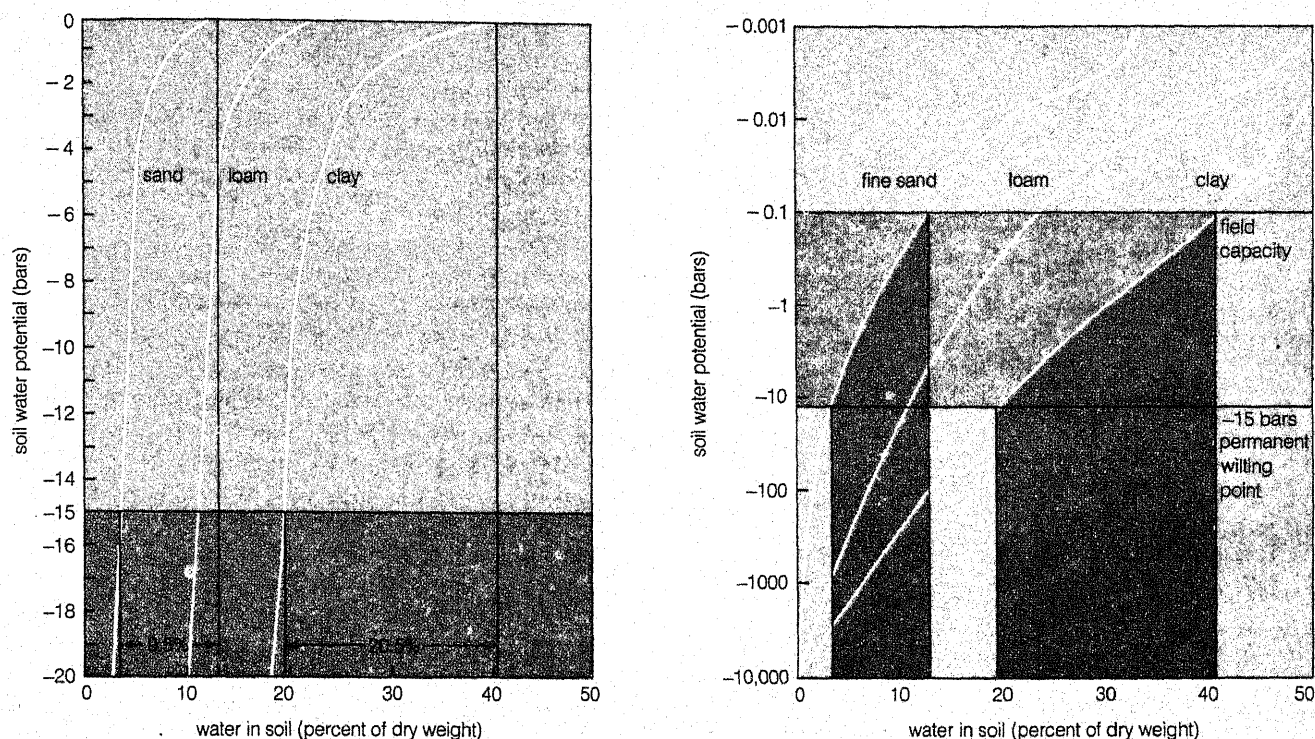 0
−2
−4
−6
−8
−10
−12
−14
−15
−16
−18
−20
soil water potential (bars)
sand
loam
clay
0
10
20
30
40
50
water in soil (percent of dry weight)
−0.001
−0.01
−0.1
−1
−10
−100
−1000
−10,000
soil water potential (bars)
fine sand
loam
clay
field
capacity
−15 bars
permanent
wilting
point
0
10
20
30
40
50
water in soil (percent of dry weight)